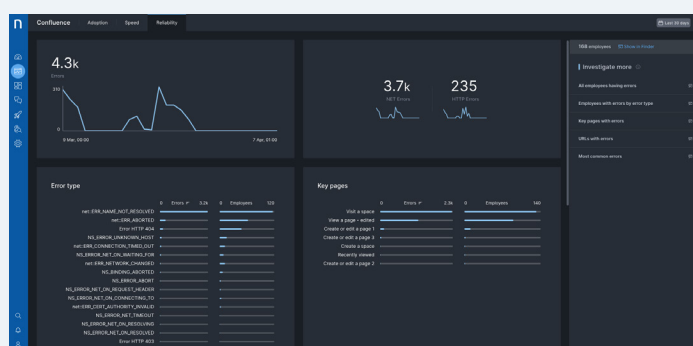 n
Confluence Adoption Speed Reliability
Last 30 days
4.3k
Errors
310
0
9 Mar, 00:00 7 Apr, 01:00
3.7k
NET Errors
235
HTTP Errors
168 employees Show in Finder
Investigate more
All employees having errors
Employees with errors by error type
Key pages with errors
URLs with errors
Most common errors
Error type
0 Errors 3.2k 0 Employees 120
net::ERR_NAME_NOT_RESOLVED
net::ERR_ABORTED
Error HTTP 404
NS_ERROR_UNKNOWN_HOST
net::ERR_CONNECTION_TIMED_OUT
NS_ERROR_NET_ON_WAITING_FOR
net::ERR_NETWORK_CHANGED
NS_BINDING_ABORTED
NS_ERROR_ABORT
NS_ERROR_NET_ON_REQUEST_HEADER
NS_ERROR_NET_ON_CONNECTING_TO
net::ERR_CERT_AUTHORITY_INVALID
NS_ERROR_NET_TIMEOUT
NS_ERROR_NET_ON_RESOLVING
NS_ERROR_NET_ON_RESOLVED
Error HTTP 403
Key pages
0 Errors 2.3k 0 Employees 140
Visit a space
View a page - edited
Create or edit a page 1
Create or edit a page 3
Create a space
Recently viewed
Create or edit a page 2